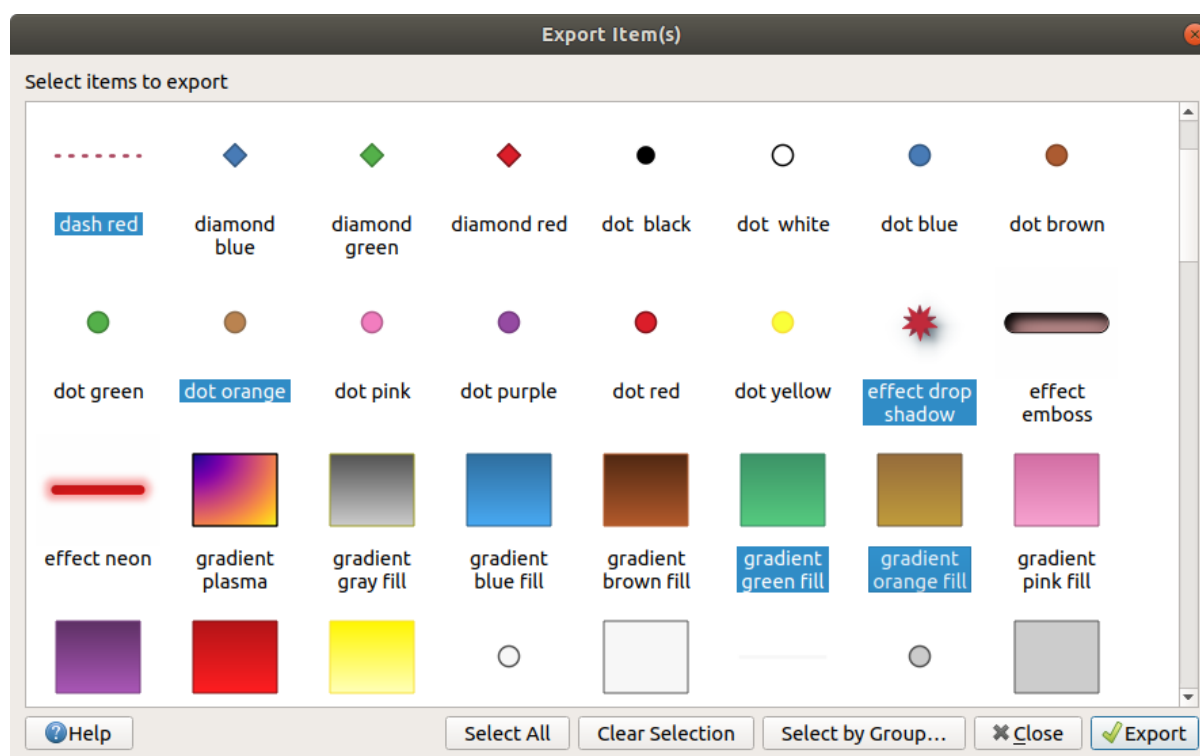 Export Item(s)
Select items to export
dash red
diamond
blue
diamond
green
diamond red
dot  black
dot  white
dot blue
dot brown
dot green
dot orange
dot pink
dot purple
dot red
dot yellow
effect drop
shadow
effect
emboss
effect neon
gradient
plasma
gradient
gray fill
gradient
blue fill
gradient
brown fill
gradient
green fill
gradient
orange fill
gradient
pink fill
Help
Select All
Clear Selection
Select by Group...
Close
Export